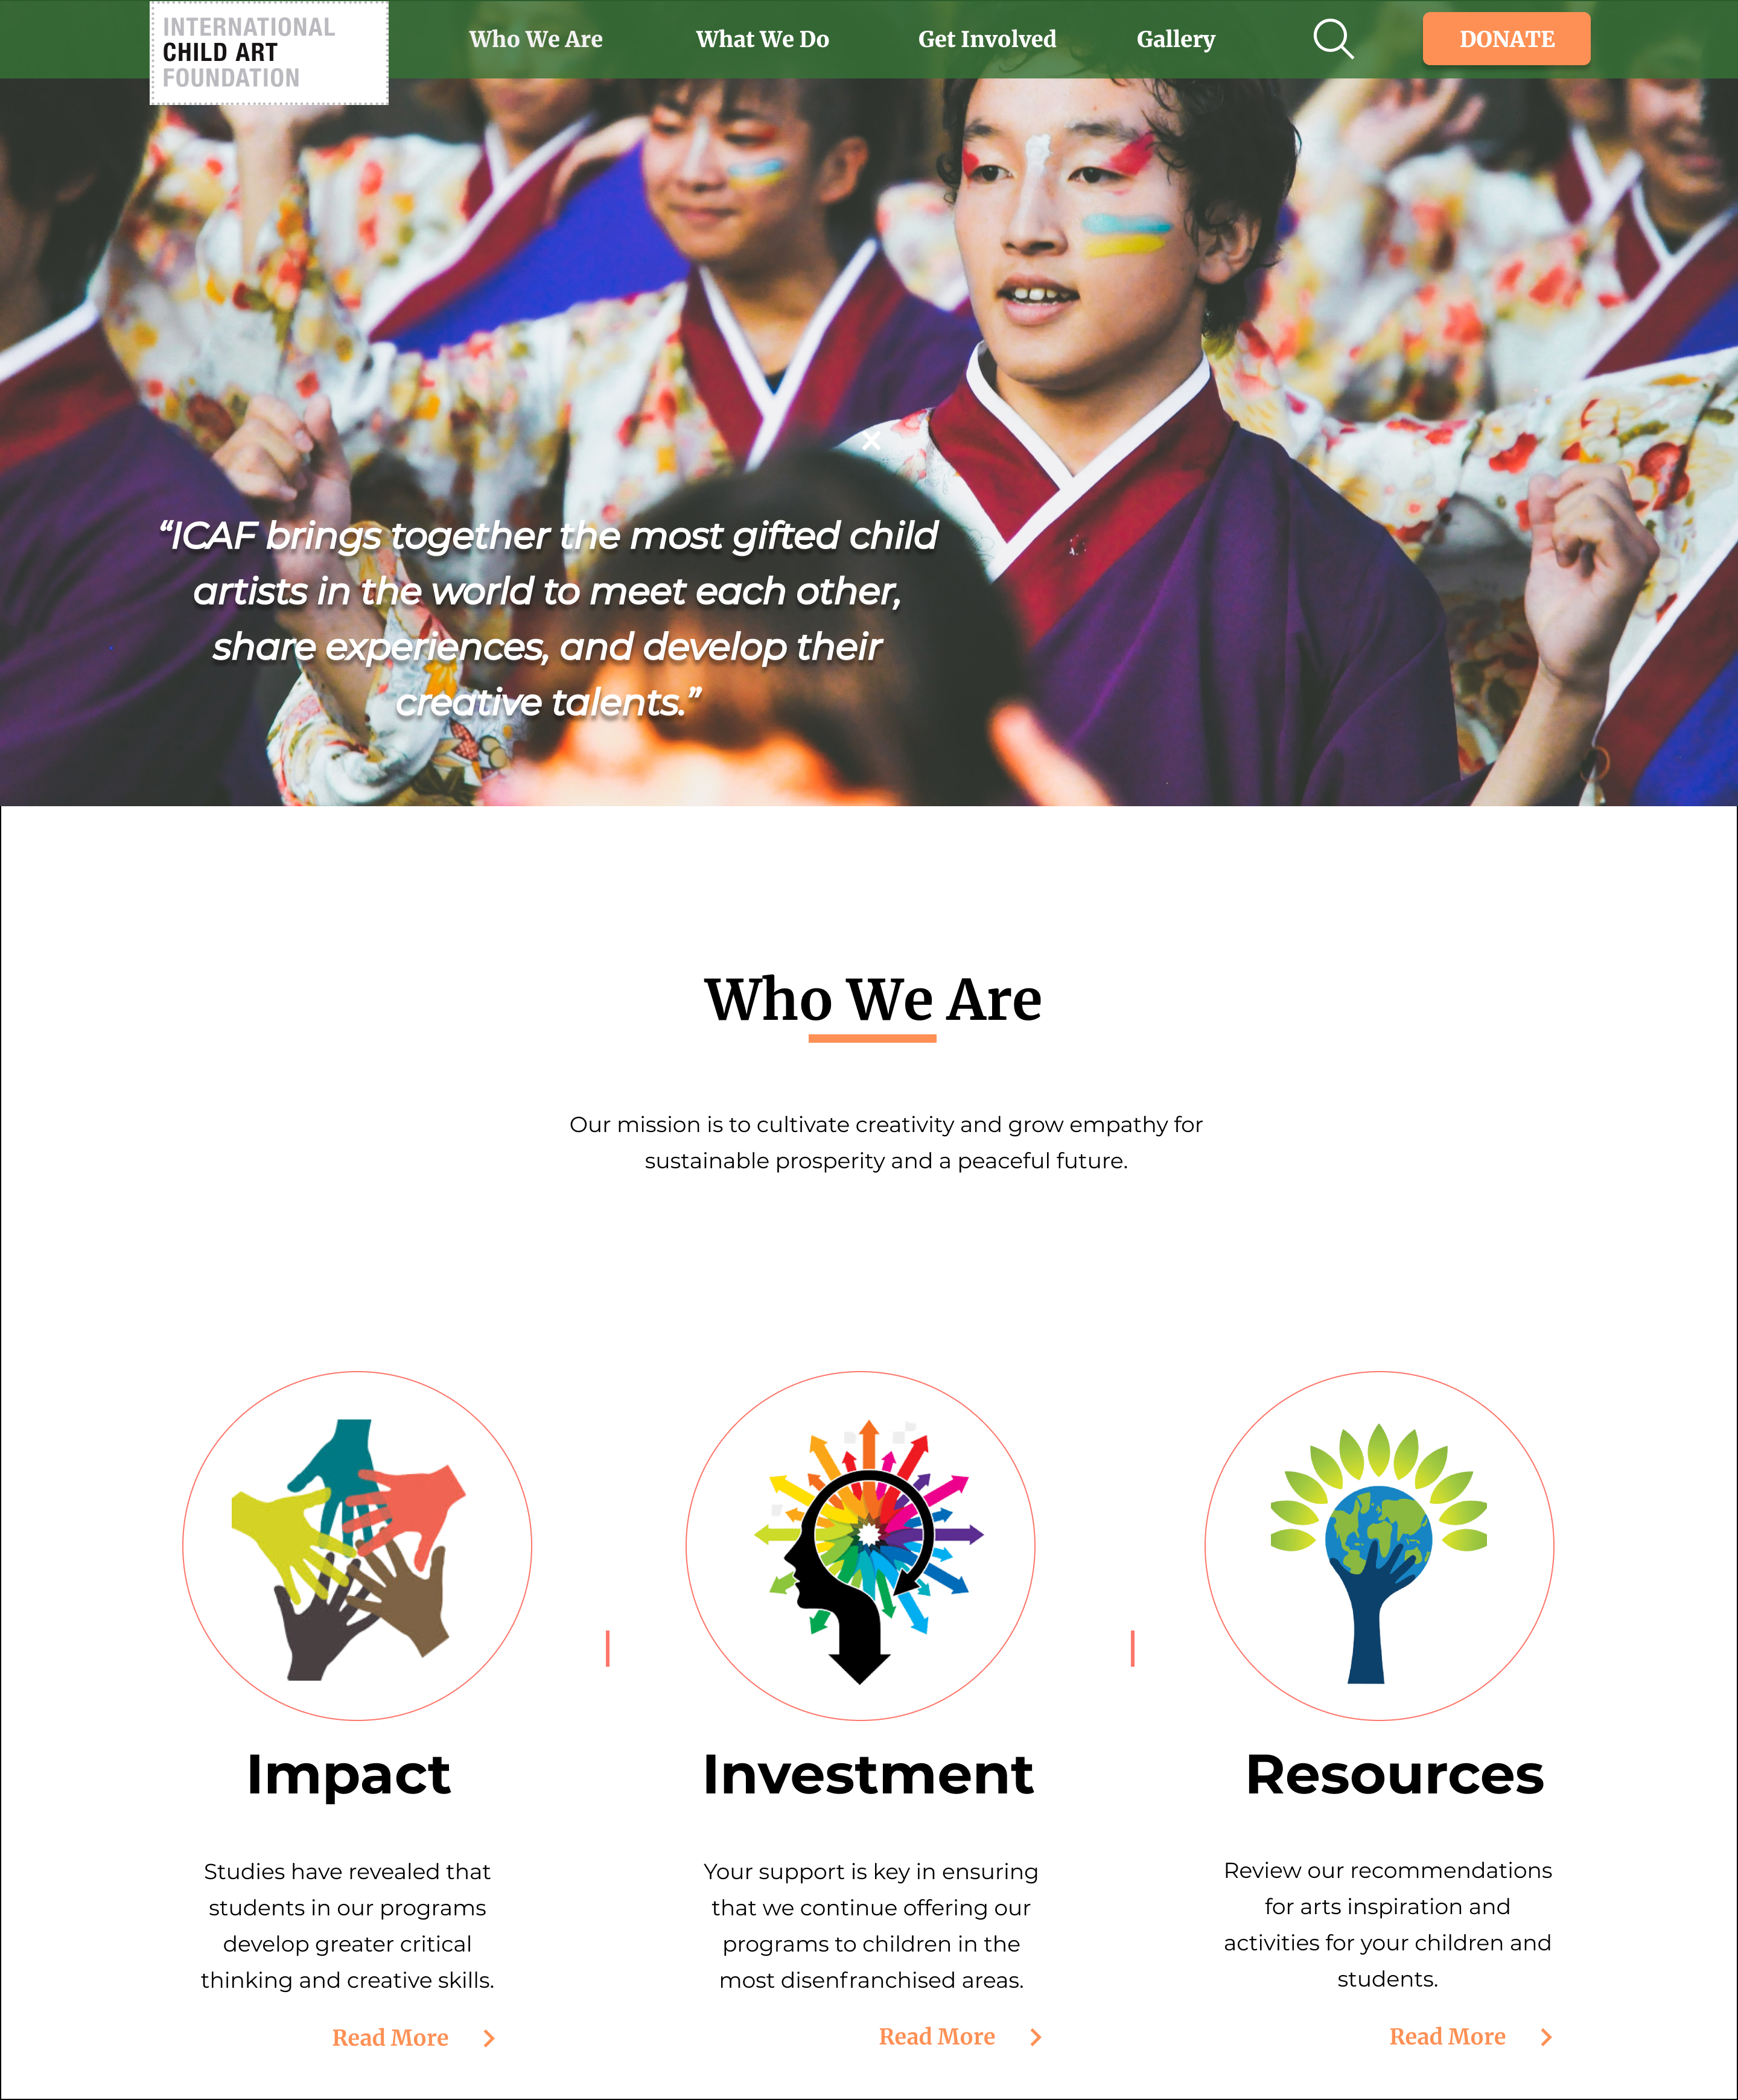 INTERNATIONAL
CHILD ART
FOUNDATION
Who We Are
What We Do
Get Involved
Gallery
DONATE
“ICAF brings together the most gifted child
artists in the world to meet each other,
share experiences, and develop their
creative talents.”
Who We Are
Our mission is to cultivate creativity and grow empathy for
sustainable prosperity and a peaceful future.
Impact
Studies have revealed that
students in our programs
develop greater critical
thinking and creative skills.
Read More
Investment
Your support is key in ensuring
that we continue offering our
programs to children in the
most disenfranchised areas.
Read More
Resources
Review our recommendations
for arts inspiration and
activities for your children and
students.
Read More